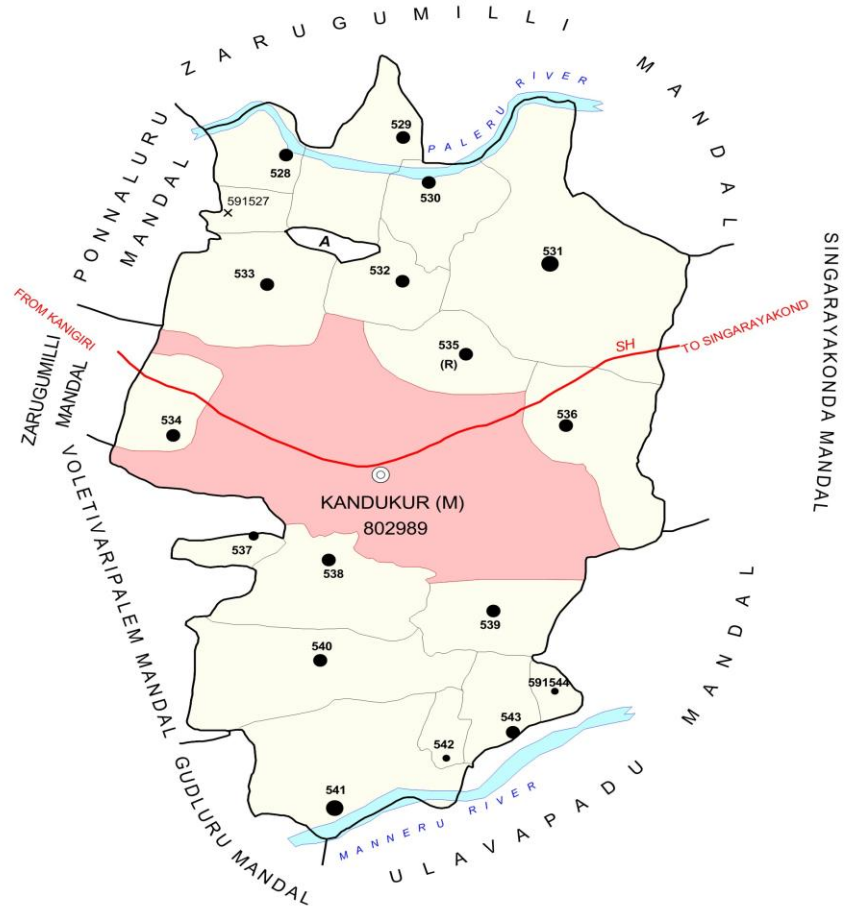 ZARUGUMILLI MANDAL
PALERU RIVER
529
528
530
591527
PONNALURU
MANDAL
A
531
533
532
SINGARAYAKONDA MANDAL
FROM KANIGIRI
SH
TO SINGARAYAKOND
535
(R)
ZARUGUMILLI
MANDAL
534
536
KANDUKUR (M)
802989
VOLETIVARIPALEM MANDAL
537
538
539
540
591544
543
542
541
MANNERU RIVER
GUDLURU MANDAL
ULAVAPADU MANDAL